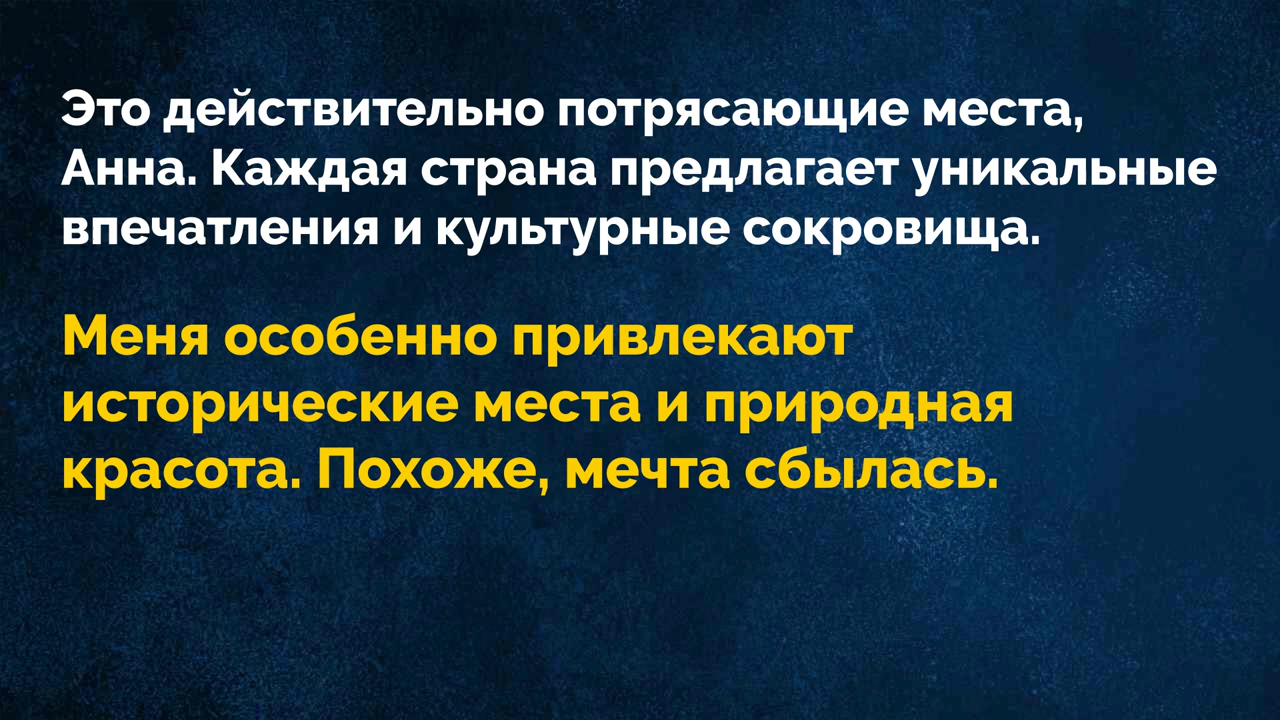 Это действительно потрясающие места,
Анна. Каждая страна предлагает уникальные
впечатления и культурные сокровища.
Меня особенно привлекают
исторические места и природная
красота. Похоже, мечта сбылась.